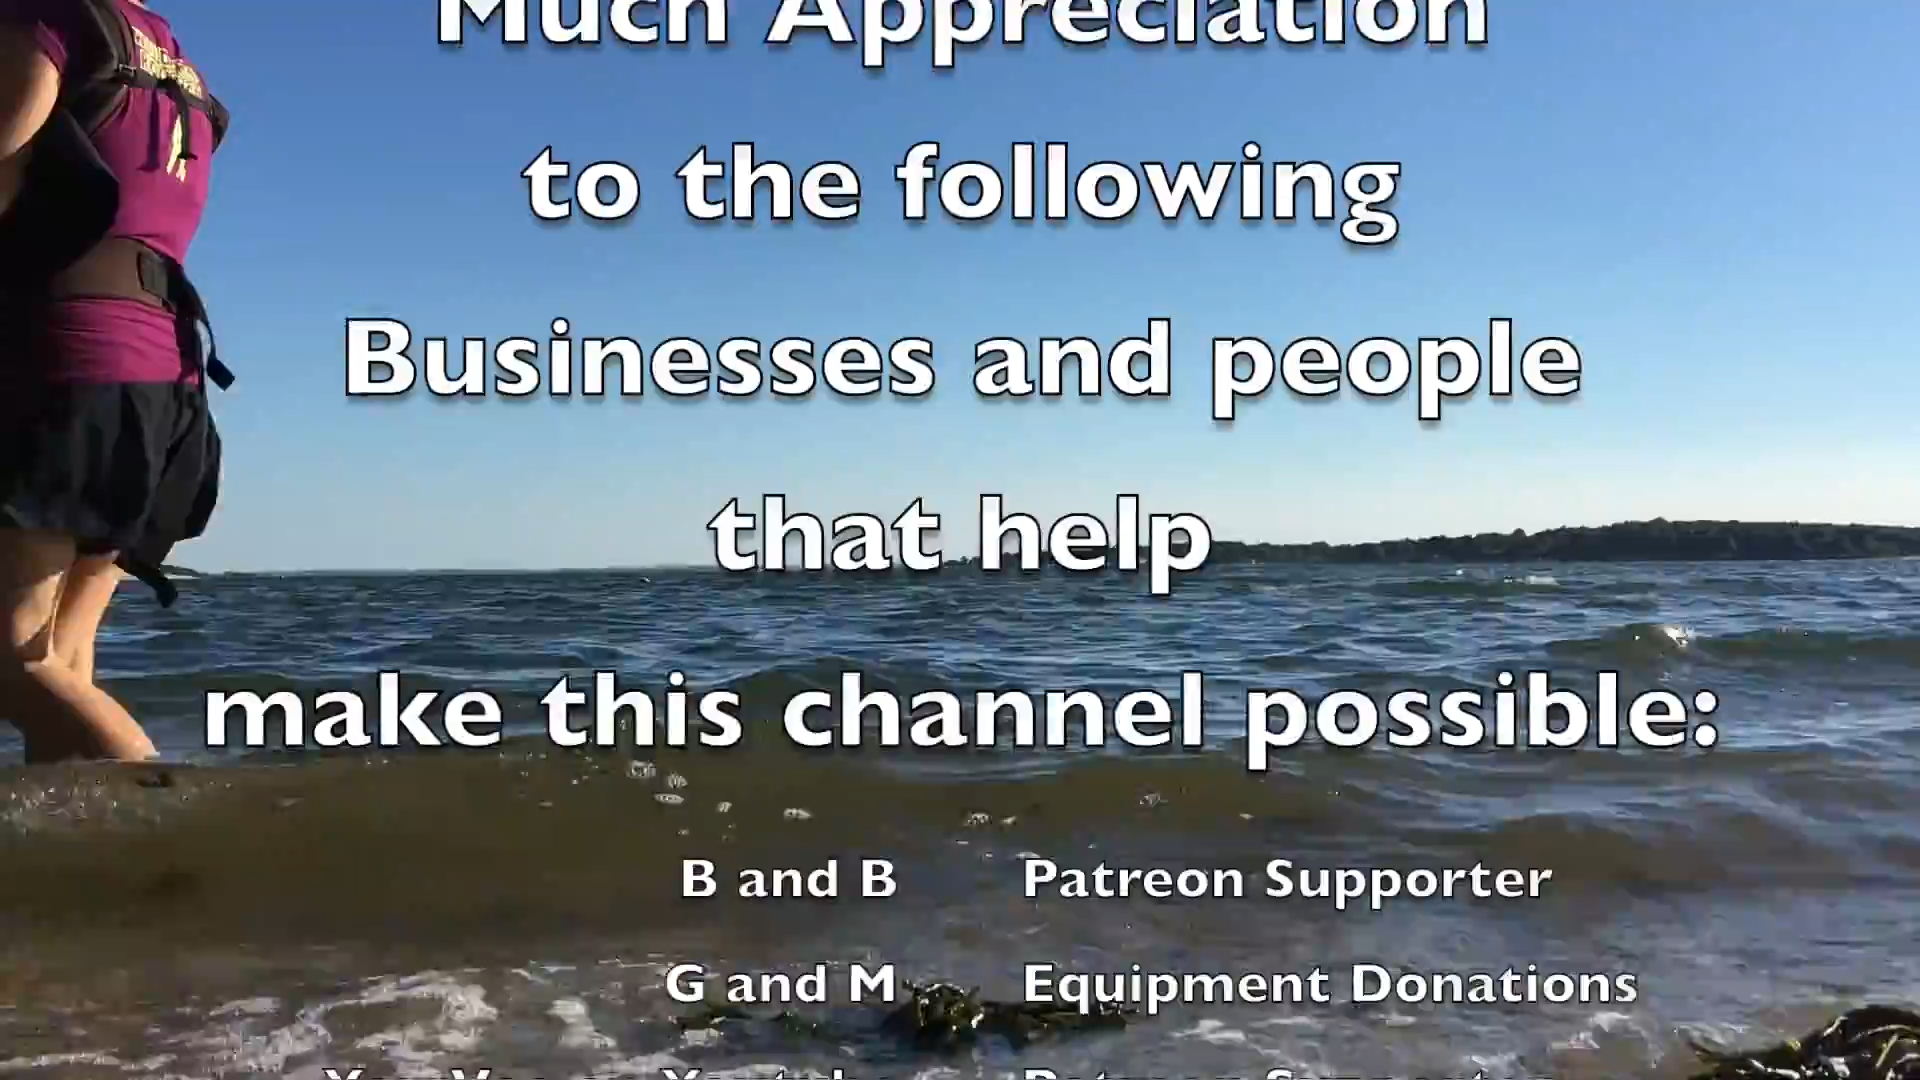 Much Appreciation
to the following
Businesses and people
that help
make this channel possible:
B and B Patreon Supporter
G and M Equipment Donations